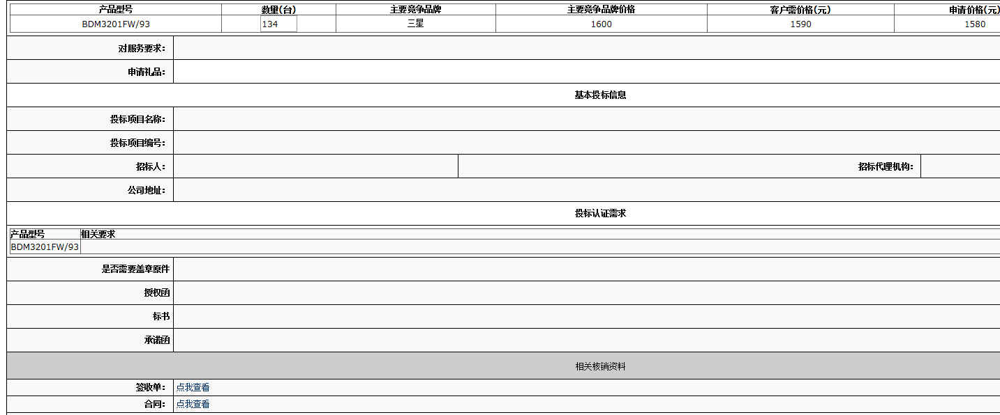 产品型号 数量(台) 主要竞争品牌 主要竞争品牌价格 客户需价格(元) 申请价格(元)
BDM3201FW/93 134 三星 1600 1590 1580
对服务要求：
申请礼品：
基本投标信息
投标项目名称：
投标项目编号：
招标人： 招标代理机构：
公司地址：
投标认证需求
产品型号 相关要求
BDM3201FW/93
是否需要盖章原件
授权函
标书
承诺函
相关核销资料
签收单： 点我查看
合同： 点我查看